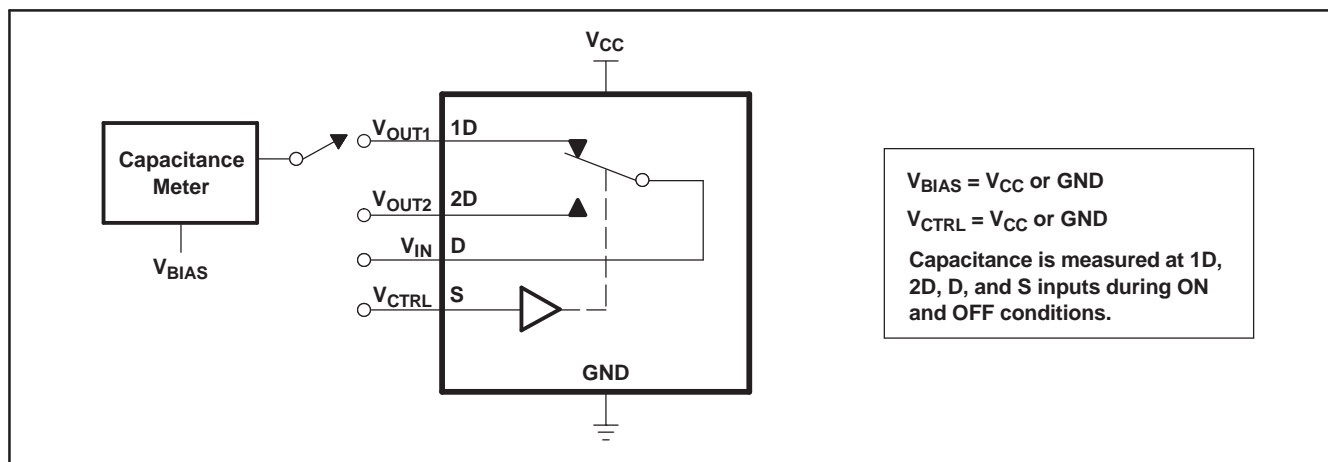 VCC
Capacitance
Meter
VBIAS
VOUT1 1D
VOUT2 2D
VIN D
VCTRL S
GND
VBIAS = VCC or GND
VCTRL = VCC or GND
Capacitance is measured at 1D,
2D, D, and S inputs during ON
and OFF conditions.